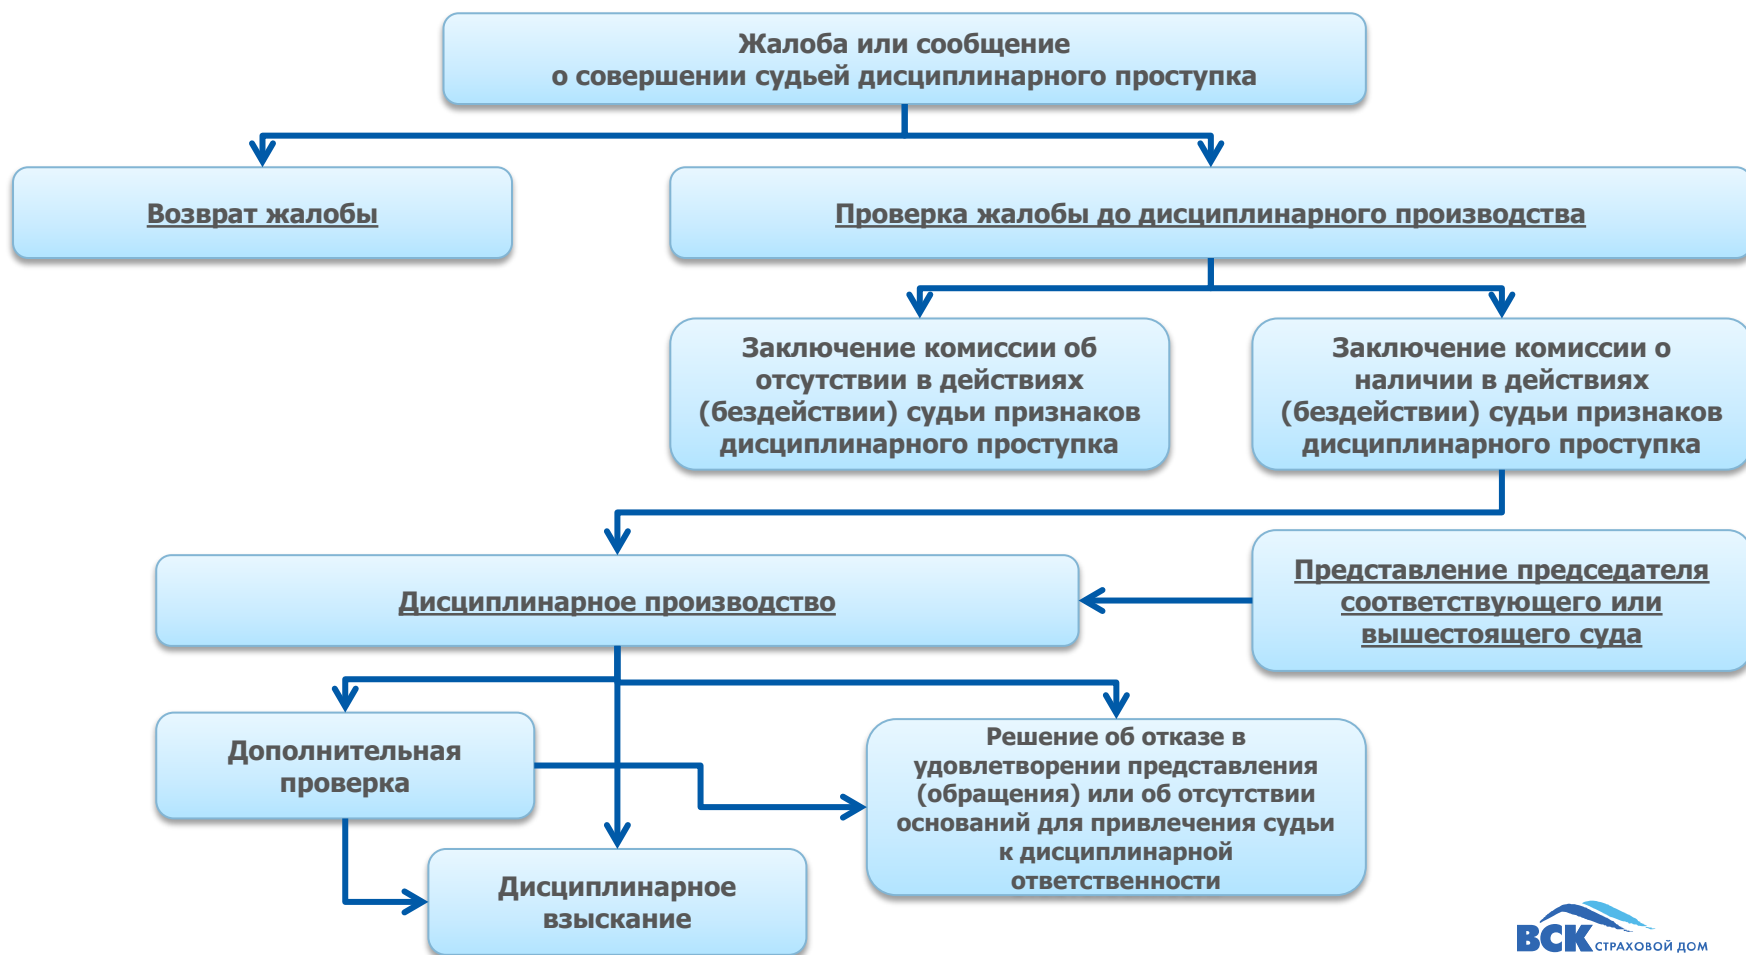 Жалоба или сообщение
о совершении судьей дисциплинарного проступка
Возврат жалобы
Проверка жалобы до дисциплинарного производства
Заключение комиссии об
отсутствии в действиях
(бездействии) судьи признаков
дисциплинарного проступка
Заключение комиссии о
наличии в действиях
(бездействии) судьи признаков
дисциплинарного проступка
Дисциплинарное производство
Представление председателя
соответствующего или
вышестоящего суда
Дополнительная
проверка
Решение об отказе в
удовлетворении представления
(обращения) или об отсутствии
оснований для привлечения судьи
к дисциплинарной
ответственности
Дисциплинарное
взыскание
ВСК СТРАХОВОЙ ДОМ